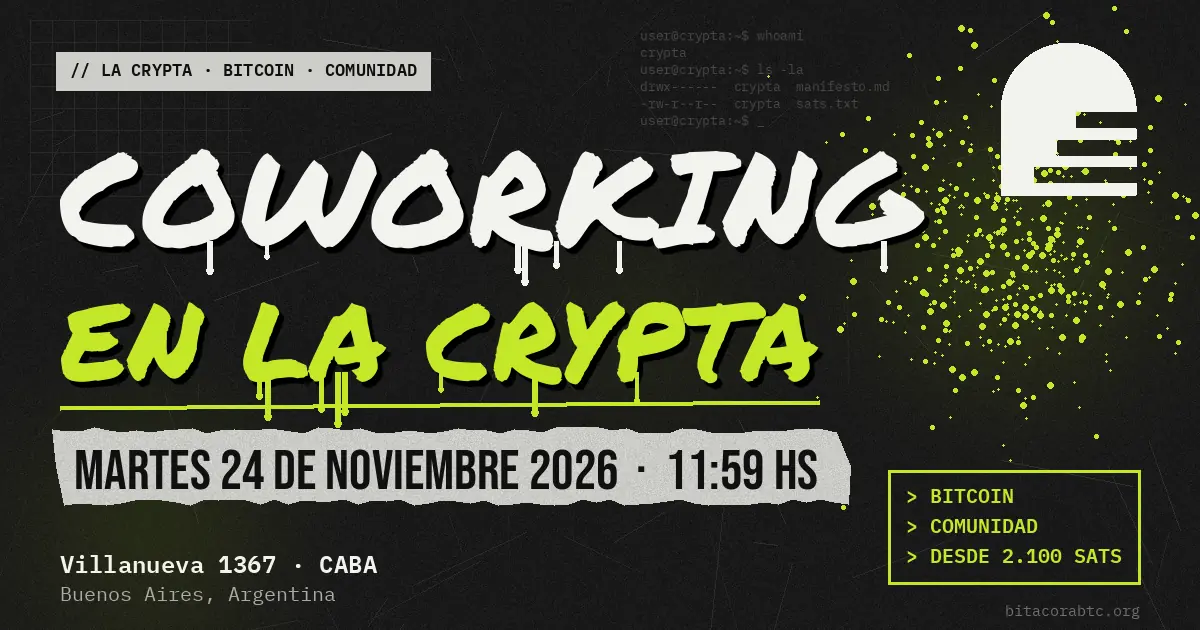 // LA CRYPTA · BITCOIN · COMUNIDAD
user@crypta:~$ whoami
crypta
user@crypta:~$ ls -la
drwx------  crypta  manifesto.md
-rw-r--r--  crypta  sats.txt
user@crypta:~$ _
COWORKING
EN LA CRYPTA
MARTES 24 DE NOVIEMBRE 2026 · 11:59 HS
> BITCOIN
> COMUNIDAD
> DESDE 2.100 SATS
Villanueva 1367 · CABA
Buenos Aires, Argentina
bitacorabtc.org